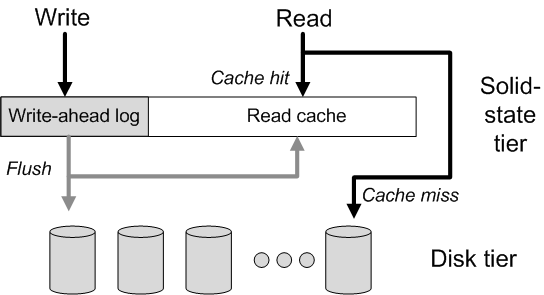 Write
Read
Cache hit
Solid-
state
tier
Write-ahead log
Read cache
Flush
Cache miss
Disk tier